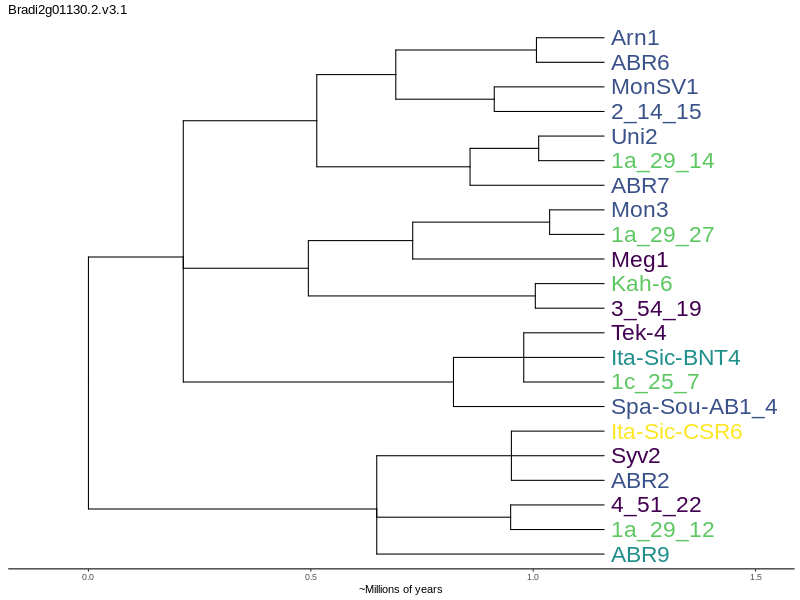 Bradi2g01130.2.v3.1
Arn1
ABR6
MonSV1
2_14_15
Uni2
1a_29_14
ABR7
Mon3
1a_29_27
Meg1
Kah-6
3_54_19
Tek-4
Ita-Sic-BNT4
1c_25_7
Spa-Sou-AB1_4
Ita-Sic-CSR6
Syv2
ABR2
4_51_22
1a_29_12
ABR9
0.0 0.5 1.0 1.5
~Millions of years